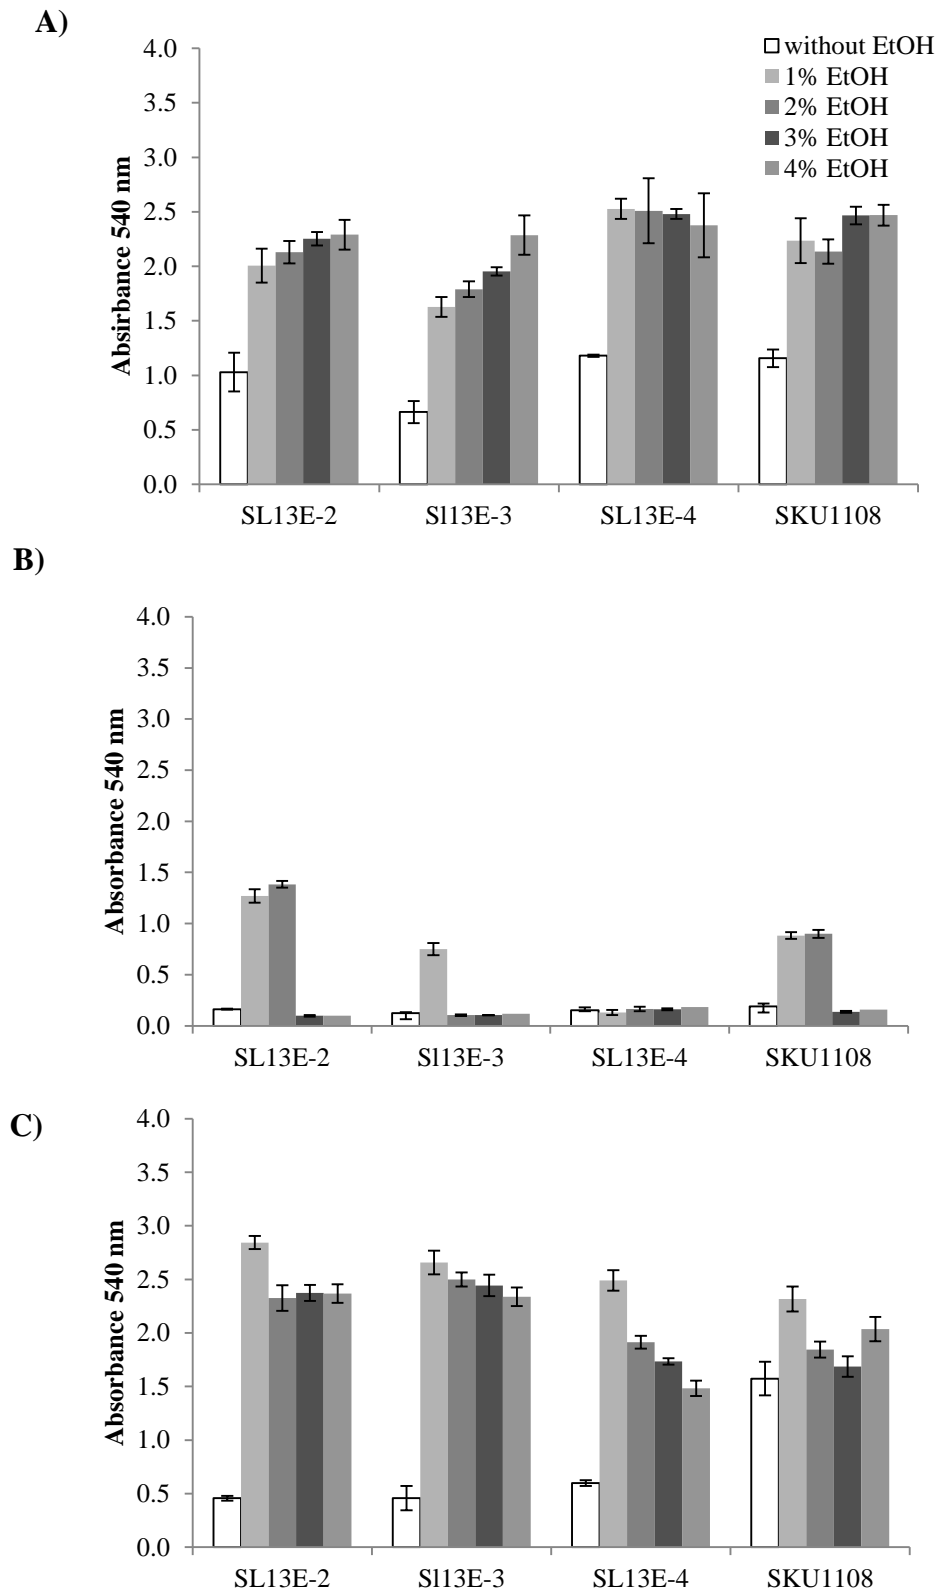 A)
without EtOH
1% EtOH
2% EtOH
3% EtOH
4% EtOH
Absirbance 540 nm
4.0
3.5
3.0
2.5
2.0
1.5
1.0
0.5
0.0
SL13E-2 Sl13E-3 SL13E-4 SKU1108
B)
Absorbance 540 nm
4.0
3.5
3.0
2.5
2.0
1.5
1.0
0.5
0.0
SL13E-2 Sl13E-3 SL13E-4 SKU1108
C)
Absorbance 540 nm
4.0
3.5
3.0
2.5
2.0
1.5
1.0
0.5
0.0
SL13E-2 Sl13E-3 SL13E-4 SKU1108